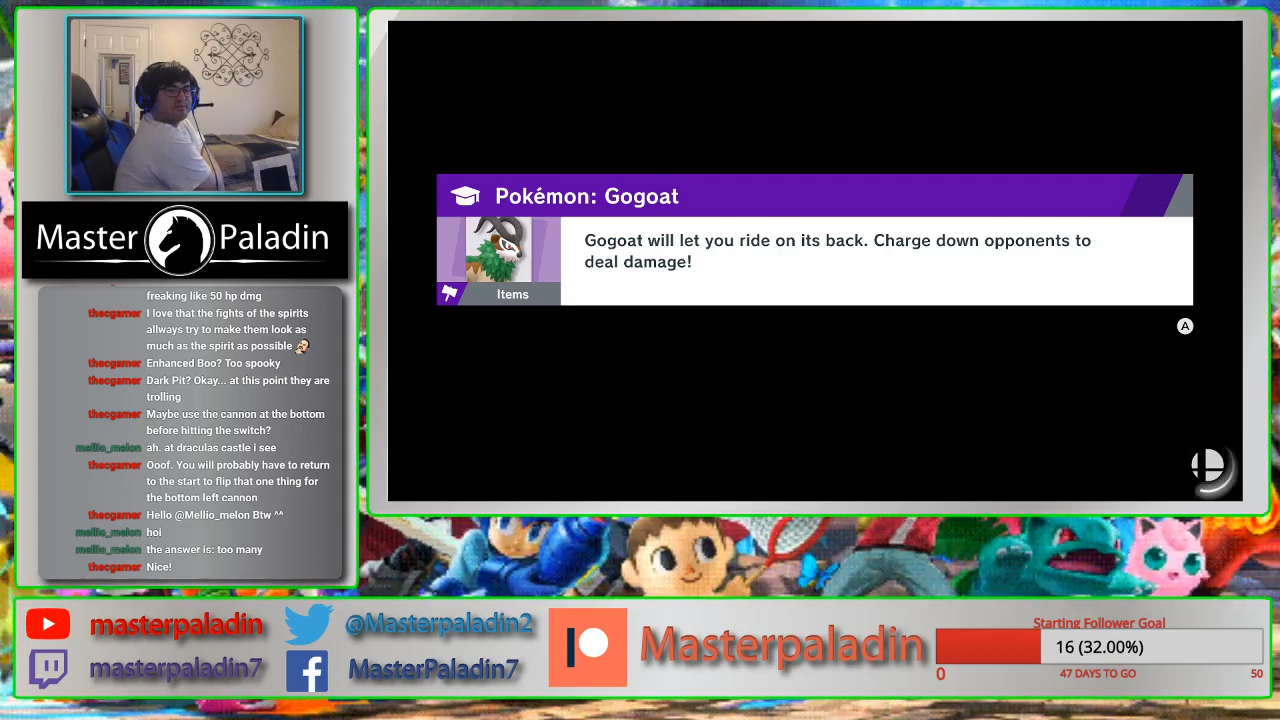 Master Paladin
freaking like 50 hp dmg
thecgamer I love that the fights of the spirits
allways try to make them look as
much as the spirit as possible
thecgamer Enhanced Boo? Too spooky
thecgamer Dark Pit? Okay... at this point they are
trolling
thecgamer Maybe use the cannon at the bottom
before hitting the switch?
mellio_melon ah. at draculas castle i see
thecgamer Ooof. You will probably have to return
to the start to flip that one thing for
the bottom left cannon
thecgamer Hello @Mellio_melon Btw ^^
mellio_melon hoi
mellio_melon the answer is: too many
thecgamer Nice!
Pokémon: Gogoat
Gogoat will let you ride on its back. Charge down opponents to
deal damage!
Items
A
masterpaladin
@Masterpaladin2
masterpaladin7
MasterPaladin7
Masterpaladin
Starting Follower Goal
16 (32.00%)
0
47 DAYS TO GO
50